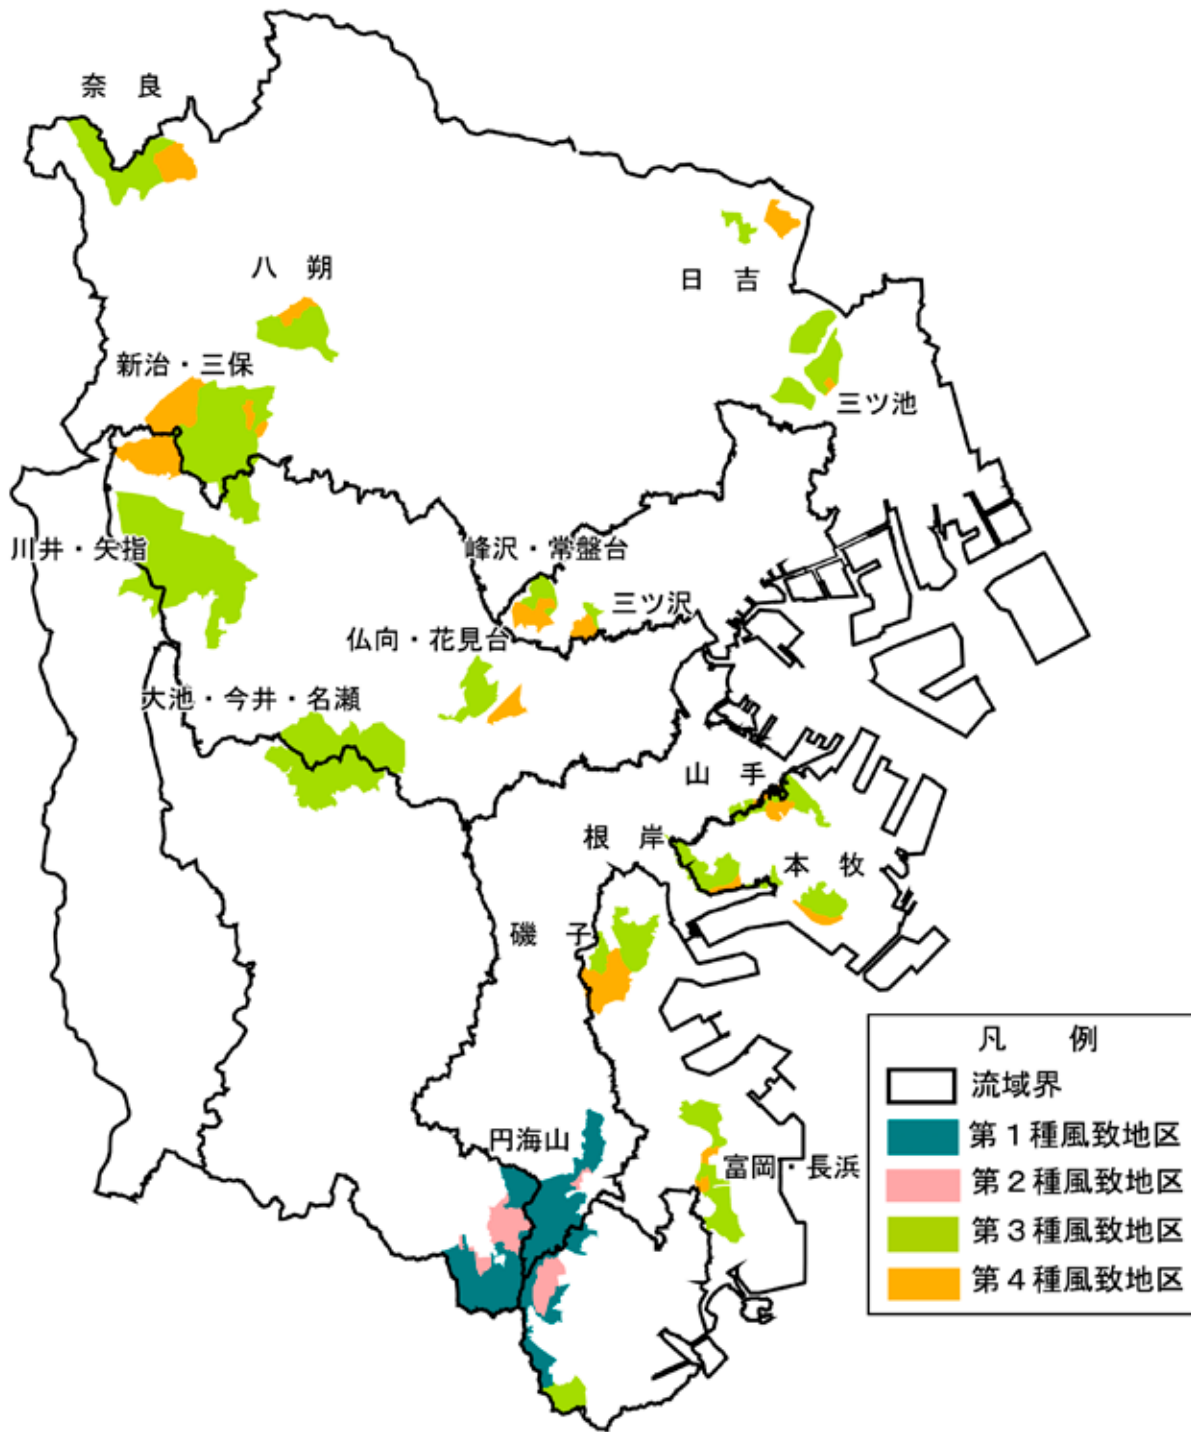 奈 良
八 朔
日 吉
新治・三保
三ツ池
川井・矢指
峰沢・常盤台
三ツ沢
仏向・花見台
大池・今井・名瀬
山 手
根 岸
本 牧
磯 子
円海山
富岡・長浜
凡 例
流域界
第1種風致地区
第2種風致地区
第3種風致地区
第4種風致地区